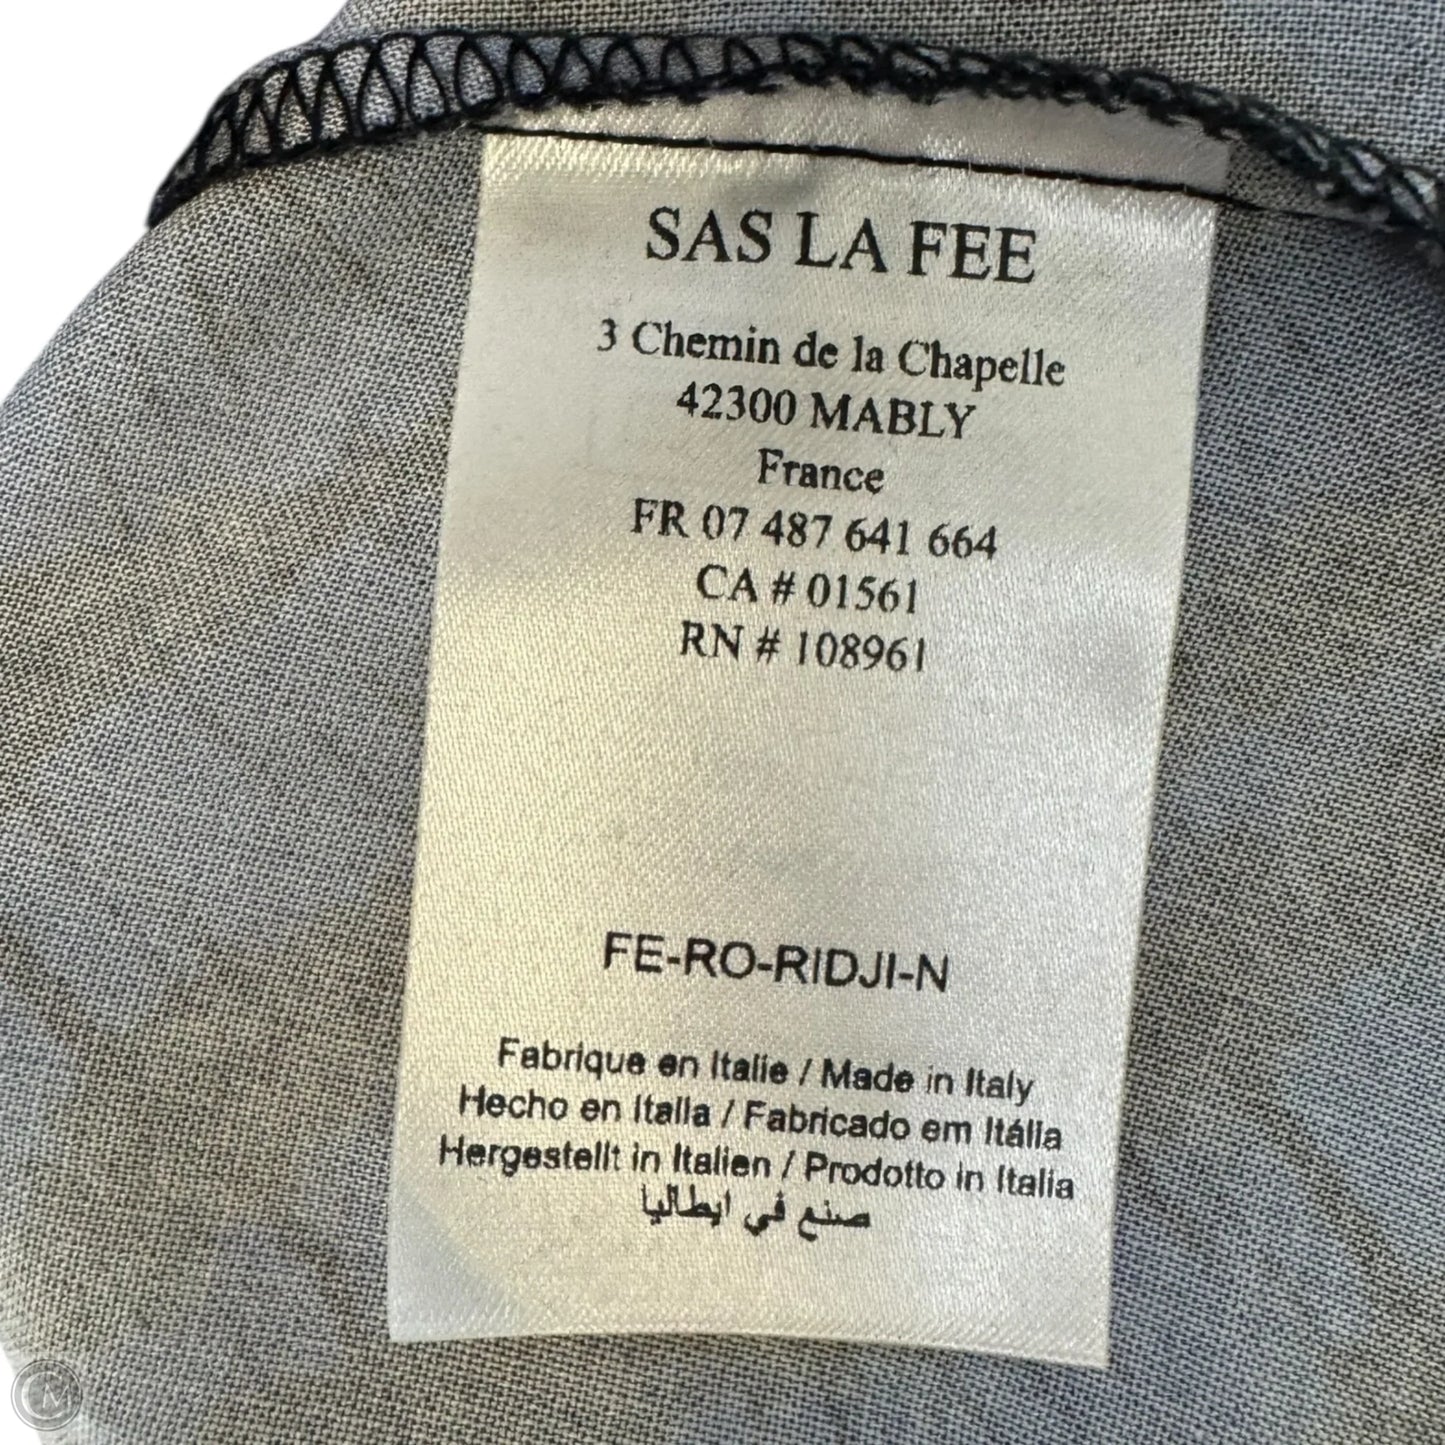 SAS LA FEE
3 Chemin de la Chapelle
42300 MABLY
France
FR 07 487 641 664
CA # 01561
RN # 108961
FE-RO-RIDJI-N
Fabrique en Italie / Made in Italy
Hecho en Italia / Fabricado em Itália
Hergestellt in Italien / Prodotto in Italia
صنع في ايطاليا
CM